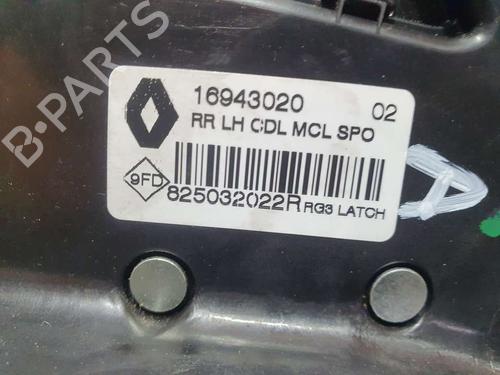 B-PARTS
16943020 02
RR LH CDL MCL SPO
9FD
825032022R RG3 LATCH